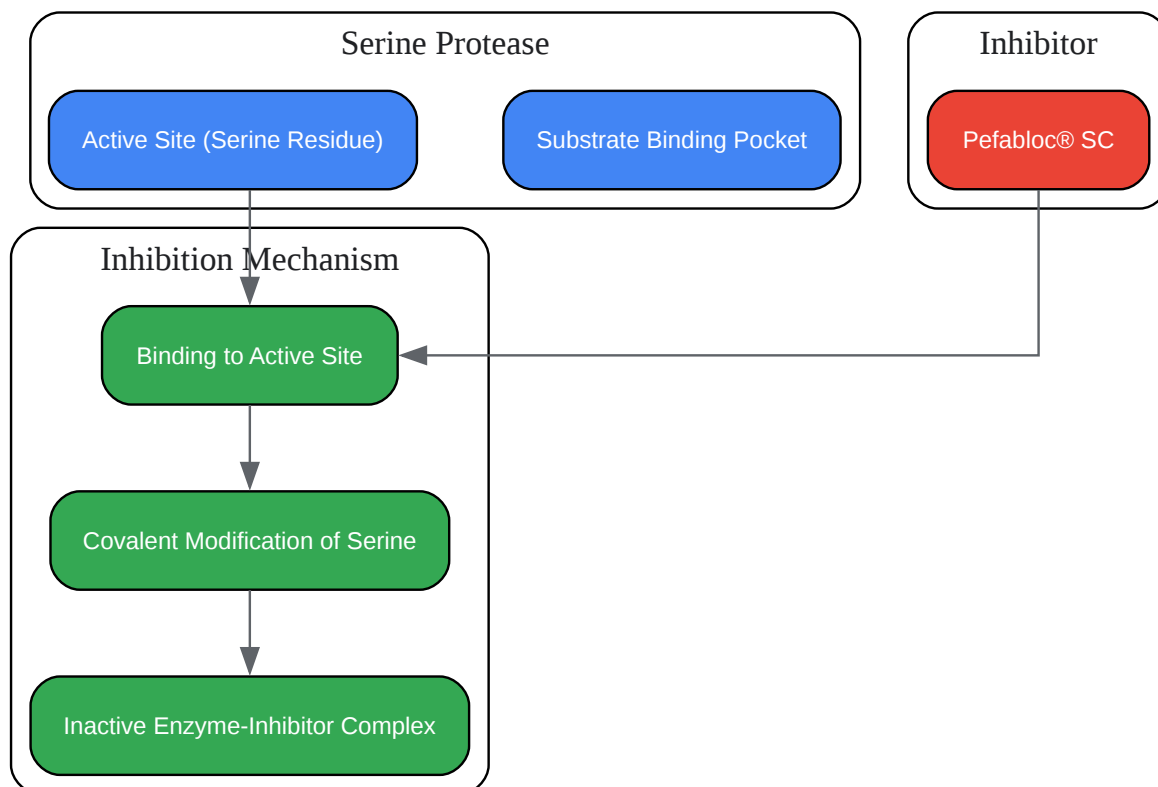 Serine Protease
Inhibitor
Active Site (Serine Residue)
Substrate Binding Pocket
Pefabloc® SC
Inhibition Mechanism
Binding to Active Site
Covalent Modification of Serine
Inactive Enzyme-Inhibitor Complex